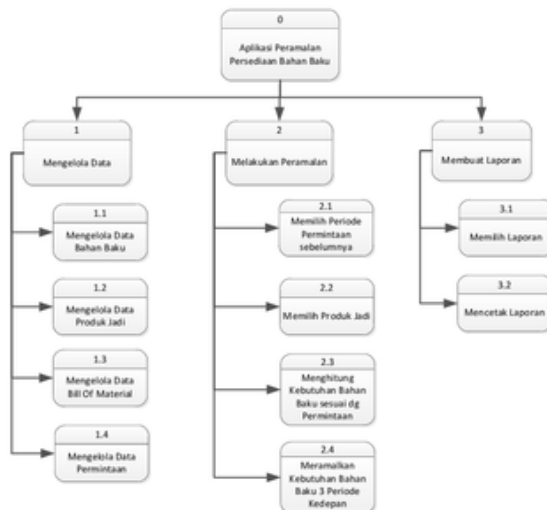 0
Aplikasi Peramalan
Persediaan Bahan Baku
1
Mengelola Data
2
Melakukan Peramalan
3
Membuat Laporan
1.1
Mengelola Data
Bahan Baku
1.2
Mengelola Data
Produk Jadi
1.3
Mengelola Data
Bill Of Material
1.4
Mengelola Data
Permintaan
2.1
Memilih Periode
Permintaan
sebelumnya
2.2
Memilih Produk Jadi
2.3
Menghitung
Kebutuhan Bahan
Baku sesuai dg
Permintaan
2.4
Meramalkan
Kebutuhan Bahan
Baku 3 Periode
Kedepan
3.1
Memilih Laporan
3.2
Mencetak Laporan